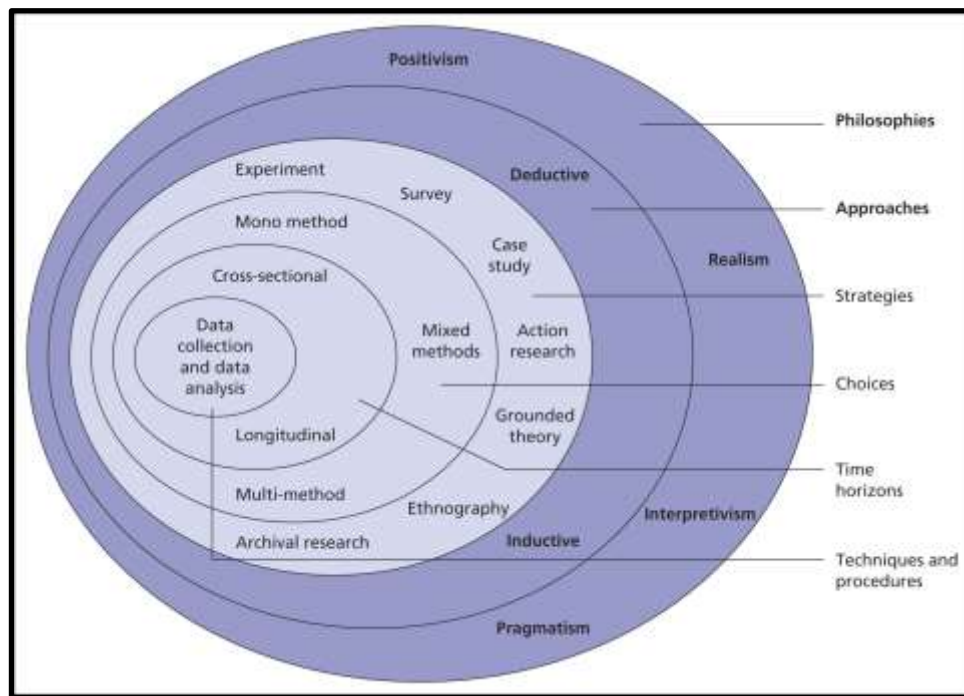 Positivism
Philosophies
Experiment
Deductive
Survey
Approaches
Mono method
Case
study
Realism
Cross-sectional
Strategies
Data
collection
and data
analysis
Mixed
methods
Action
research
Choices
Grounded
theory
Longitudinal
Time
horizons
Multi-method
Ethnography
Interpretivism
Archival research
Inductive
Techniques and
procedures
Pragmatism